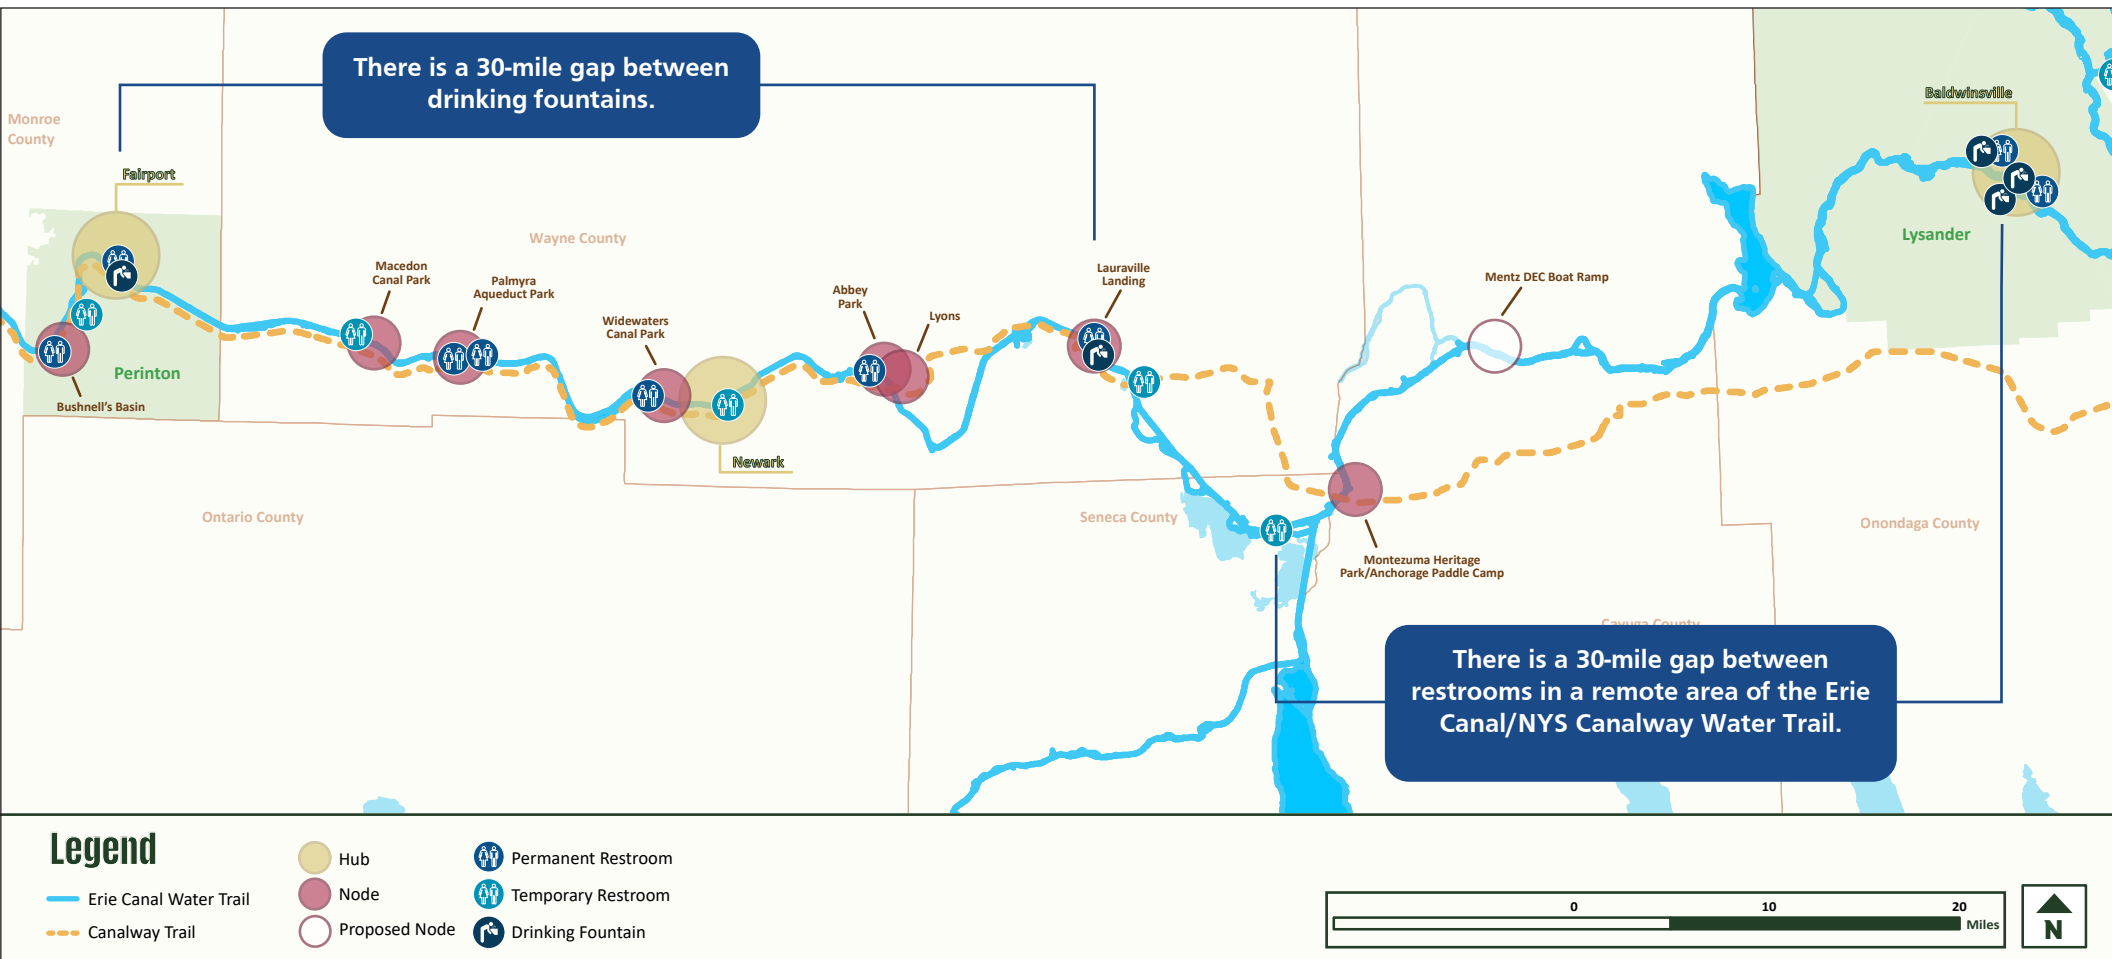 There is a 30-mile gap between
drinking fountains.
Monroe
County
Fairport
Baldwinsville
Wayne County
Lysander
Macedon
Canal Park
Palmyra
Aqueduct Park
Widewaters
Canal Park
Abbey
Park
Lyons
Lauraville
Landing
Mentz DEC Boat Ramp
Perinton
Bushnell's Basin
Newark
Ontario County
Seneca County
Onondaga County
Montezuma Heritage
Park/Anchorage Paddle Camp
Cayuga County
There is a 30-mile gap between
restrooms in a remote area of the Erie
Canal/NYS Canalway Water Trail.
Legend
Erie Canal Water Trail
Canalway Trail
Hub
Node
Proposed Node
Permanent Restroom
Temporary Restroom
Drinking Fountain
0 10 20
Miles
N